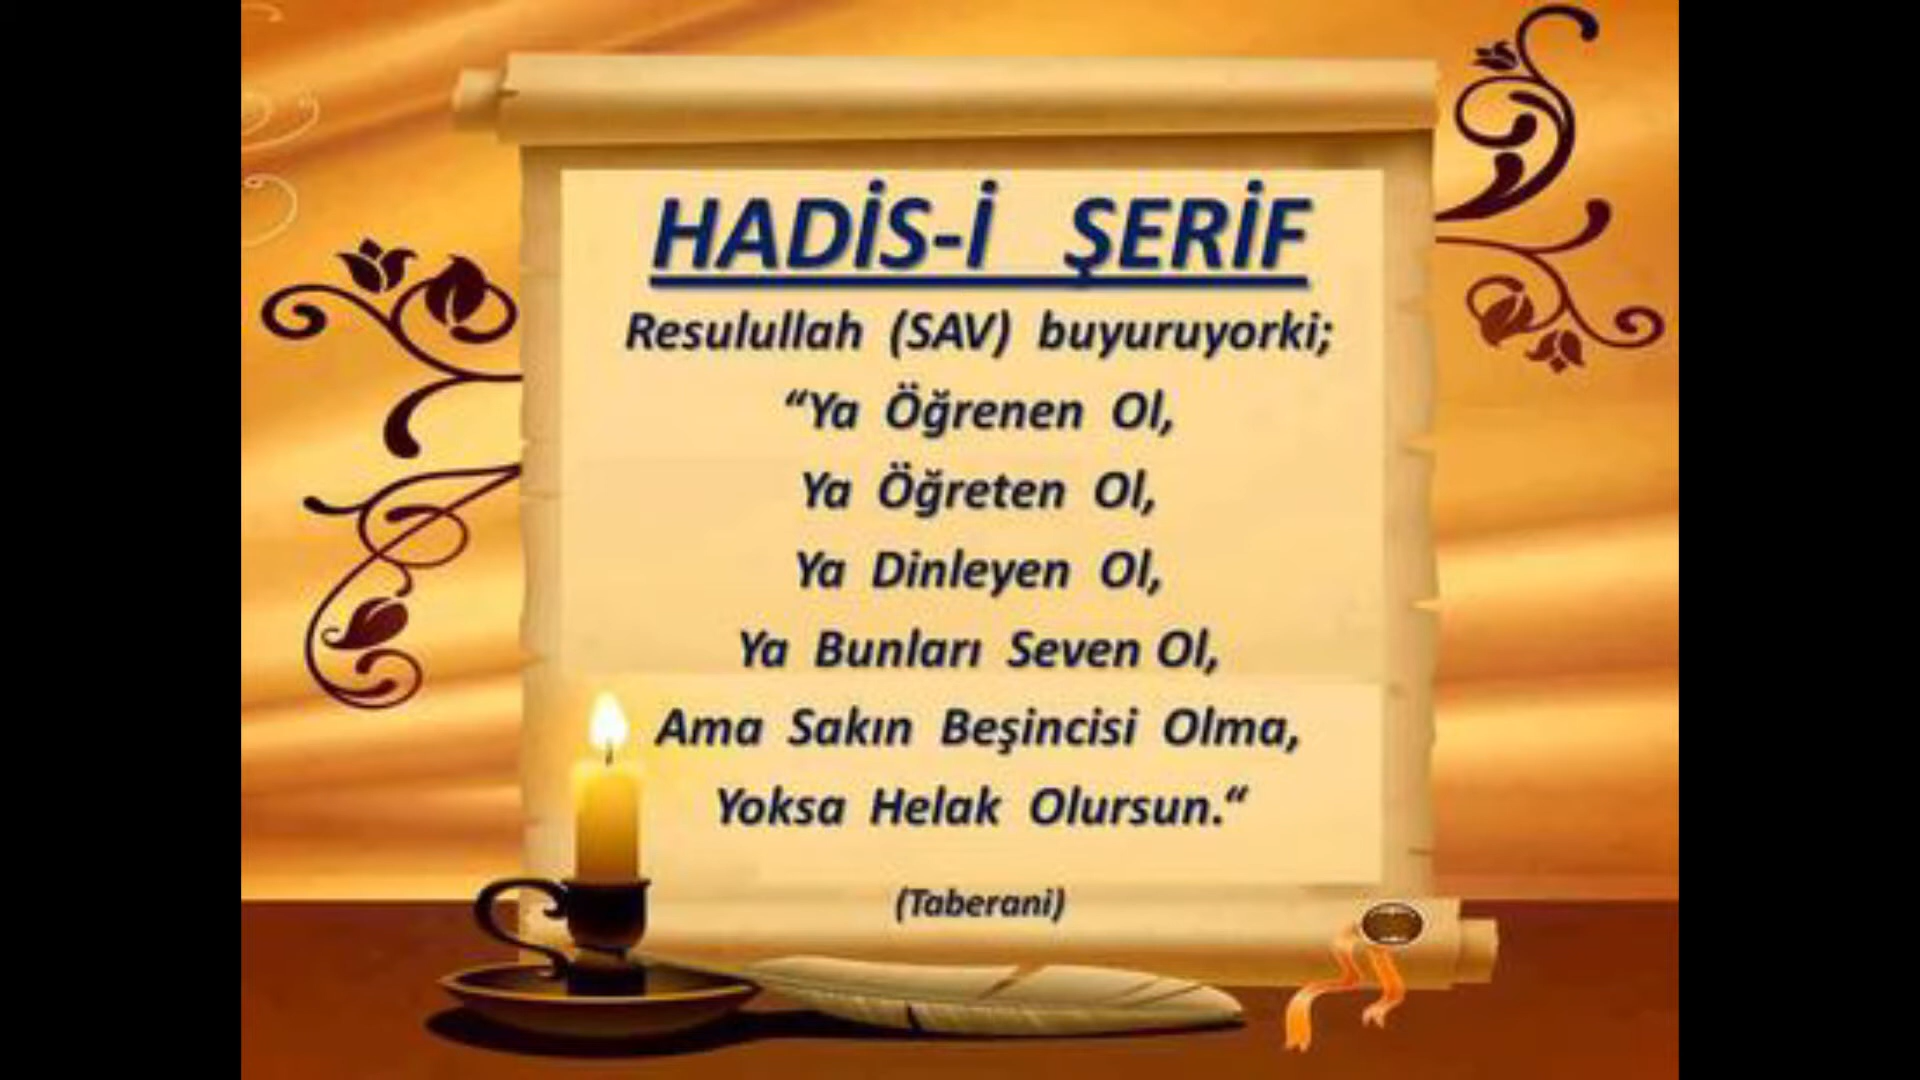 HADİS-İ ŞERİF
Resulullah (SAV) buyuruyorki;
“Ya Öğrenen Ol,
Ya Öğreten Ol,
Ya Dinleyen Ol,
Ya Bunları Seven Ol,
Ama Sakın Beşincisi Olma,
Yoksa Helak Olursun.“
(Taberani)